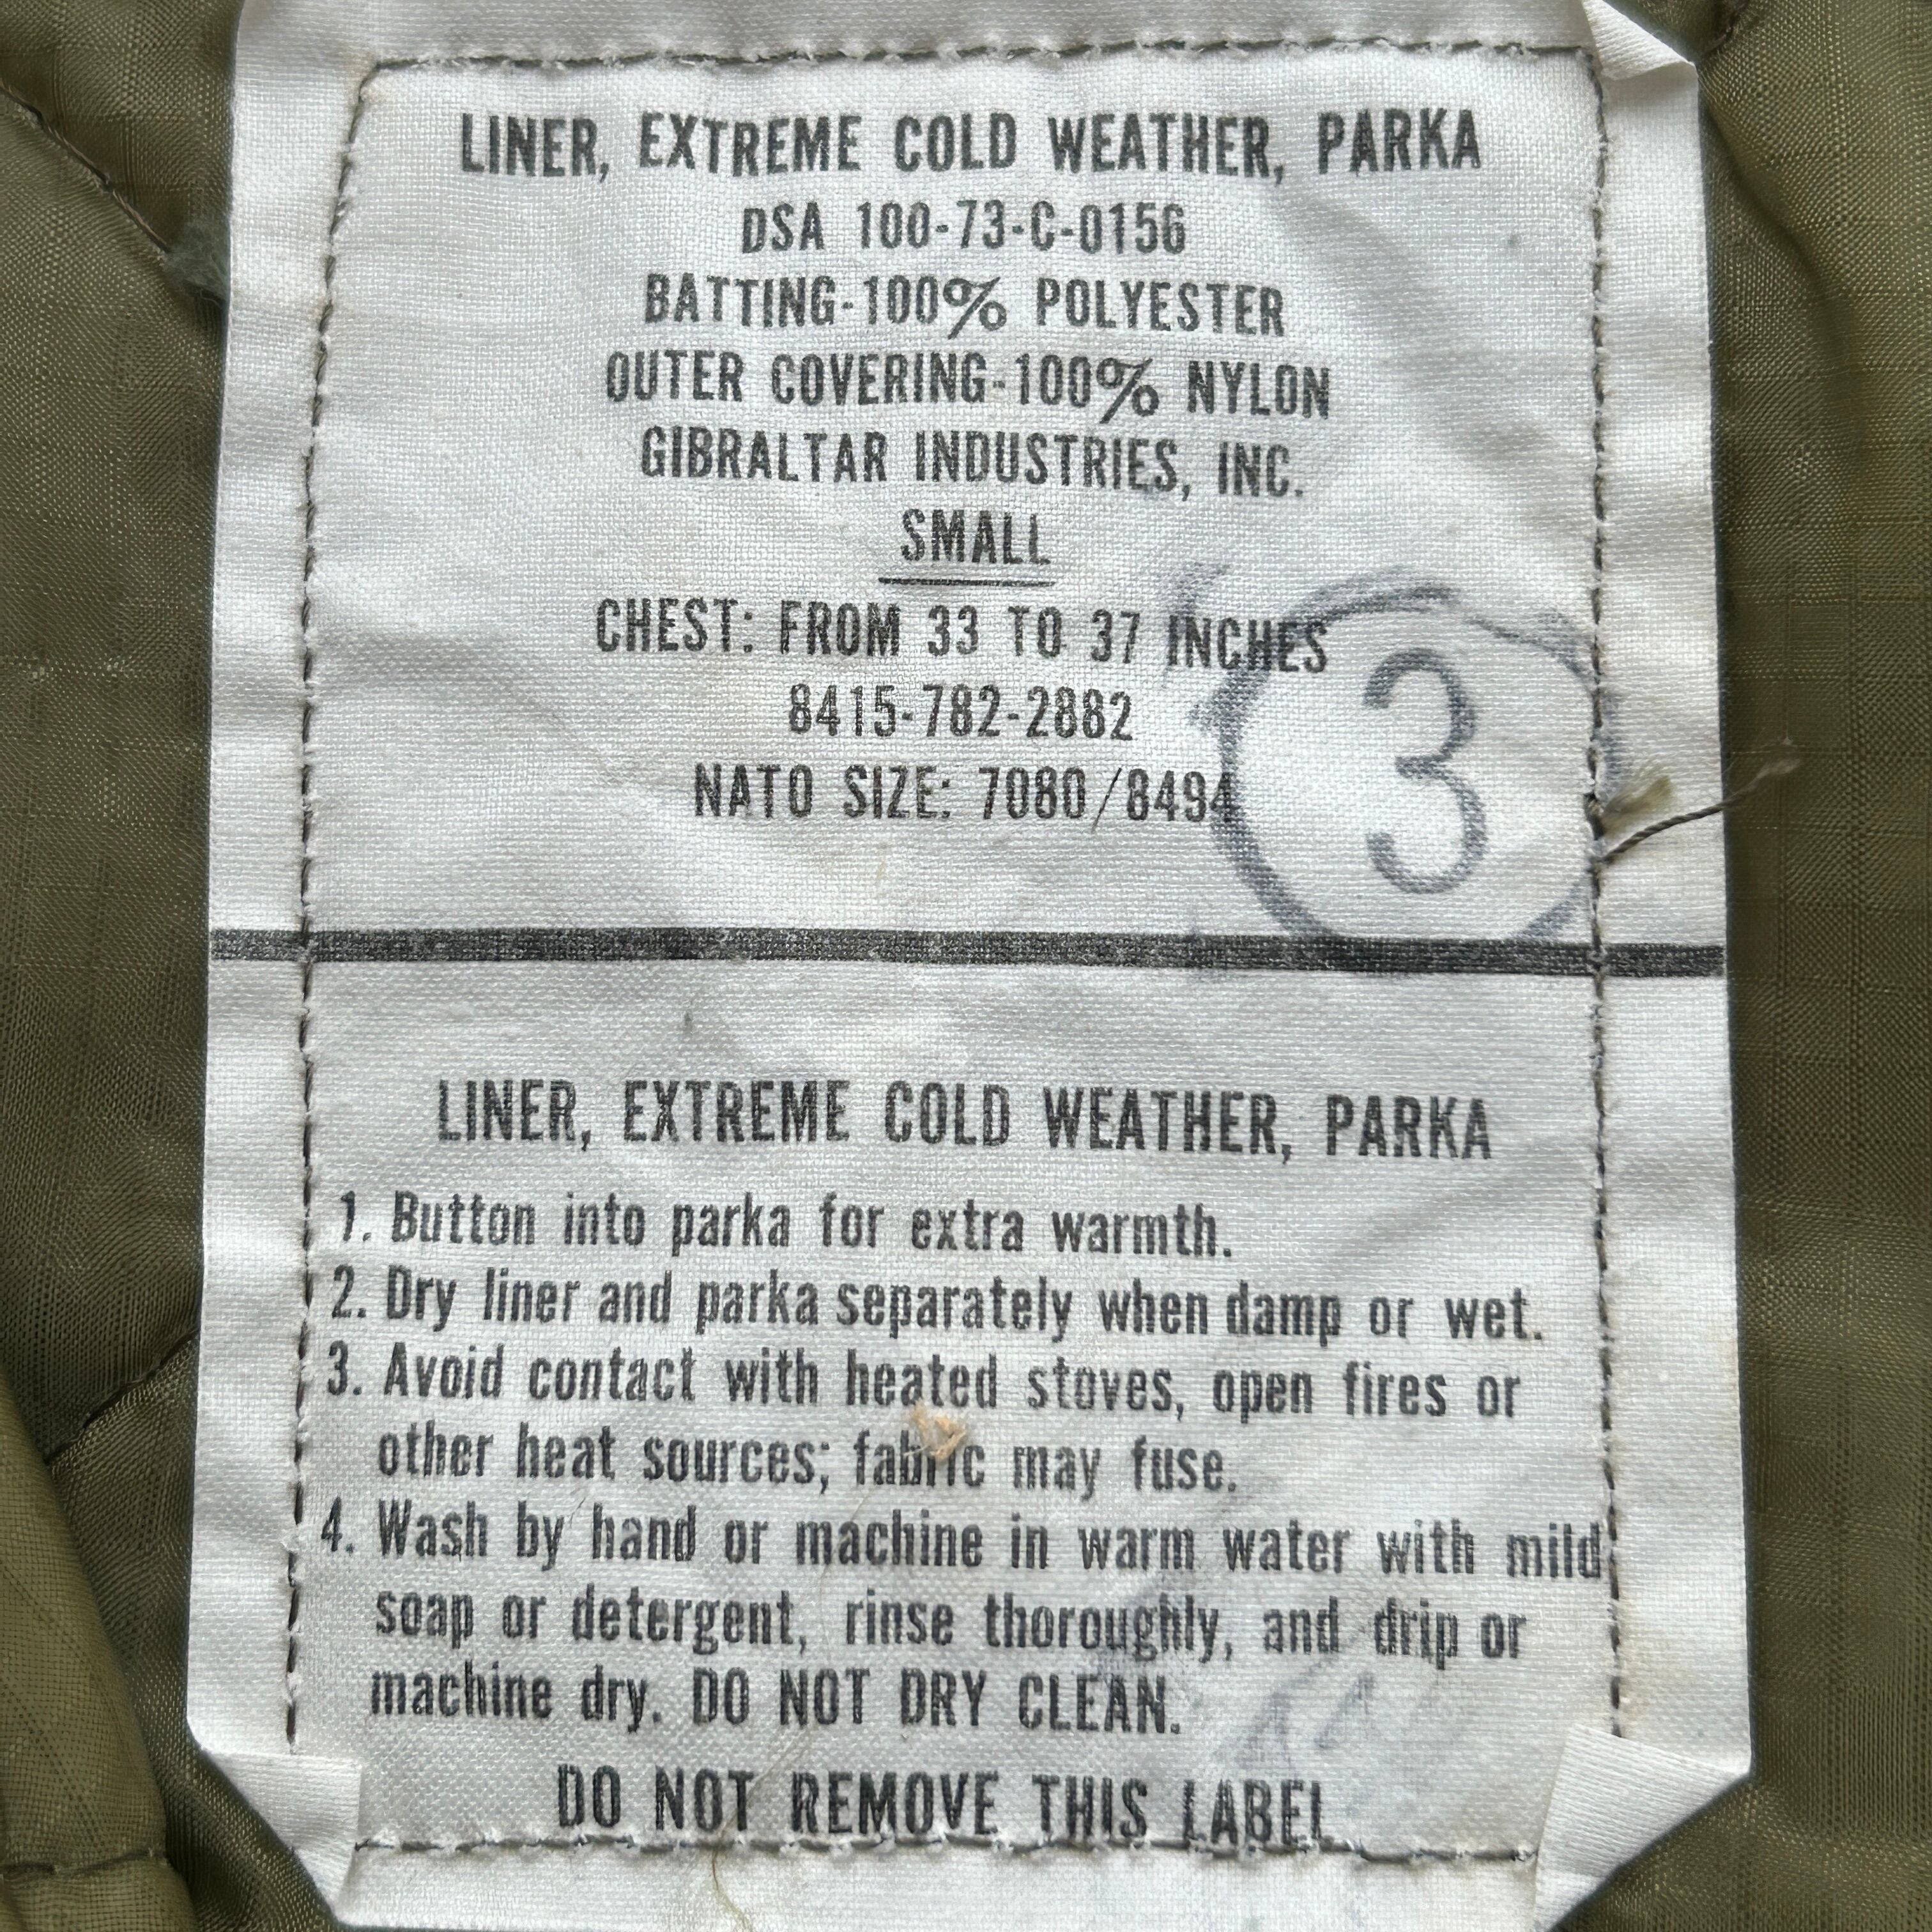 LINER, EXTREME COLD WEATHER, PARKA
DSA 100-73-C-0156
BATTING-100% POLYESTER
OUTER COVERING-100% NYLON
GIBRALTAR INDUSTRIES, INC.
SMALL
CHEST: FROM 33 TO 37 INCHES
8415-782-2882
NATO SIZE: 7080/8494
3
LINER, EXTREME COLD WEATHER, PARKA
1. Button into parka for extra warmth.
2. Dry liner and parka separately when damp or wet.
3. Avoid contact with heated stoves, open fires or
other heat sources; fabric may fuse.
4. Wash by hand or machine in warm water with mild
soap or detergent, rinse thoroughly, and drip or
machine dry. DO NOT DRY CLEAN.
DO NOT REMOVE THIS LABEL